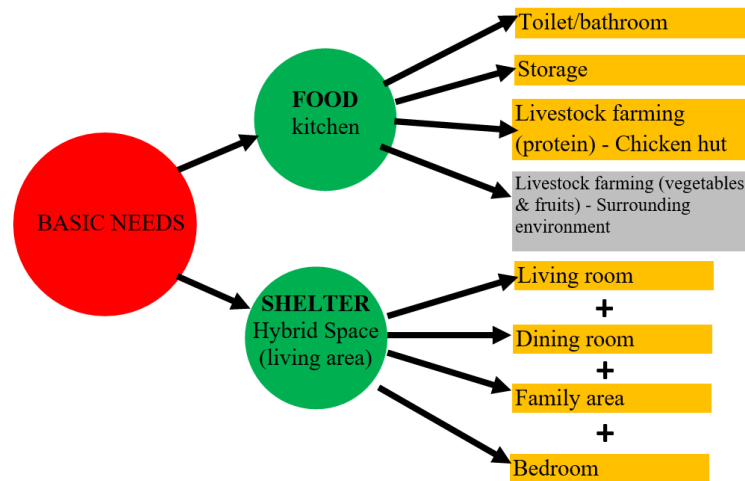 BASIC NEEDS
FOOD
kitchen
Toilet/bathroom
Storage
Livestock farming
(protein) - Chicken hut
Livestock farming (vegetables
& fruits) - Surrounding
environment
SHELTER
Hybrid Space
(living area)
Living room
+
Dining room
+
Family area
+
Bedroom